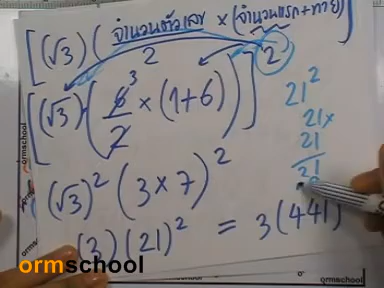 [(√3) (จำนวนตัวเลข/2 × (จำนวนแรก+ท้าย)]²
[(√3)·(6/2 × (1+6))]²
3
(√3)² (3×7)²
(3)(21)² = 3(441)
21²
21×
21
21
ormschool